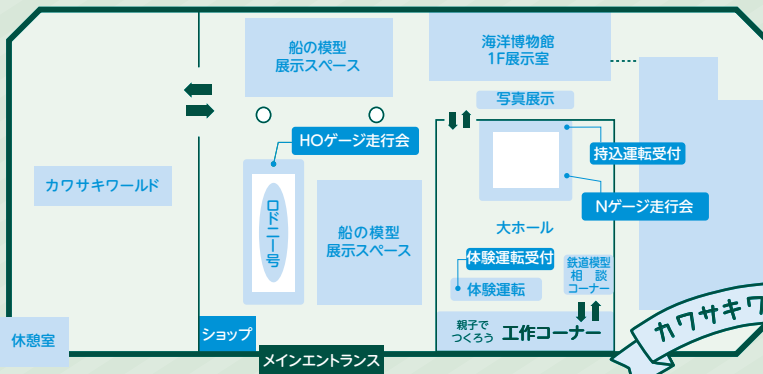 船の模型
展示スペース
海洋博物館
1F展示室
写真展示
HOゲージ走行会
持込運転受付
カワサキワールド
ロドニー号
船の模型
展示スペース
Nゲージ走行会
大ホール
体験運転受付
体験運転
鉄道模型
相談
コーナー
親子で
つくろう
工作コーナー
休憩室
ショップ
メインエントランス
カワサキワ